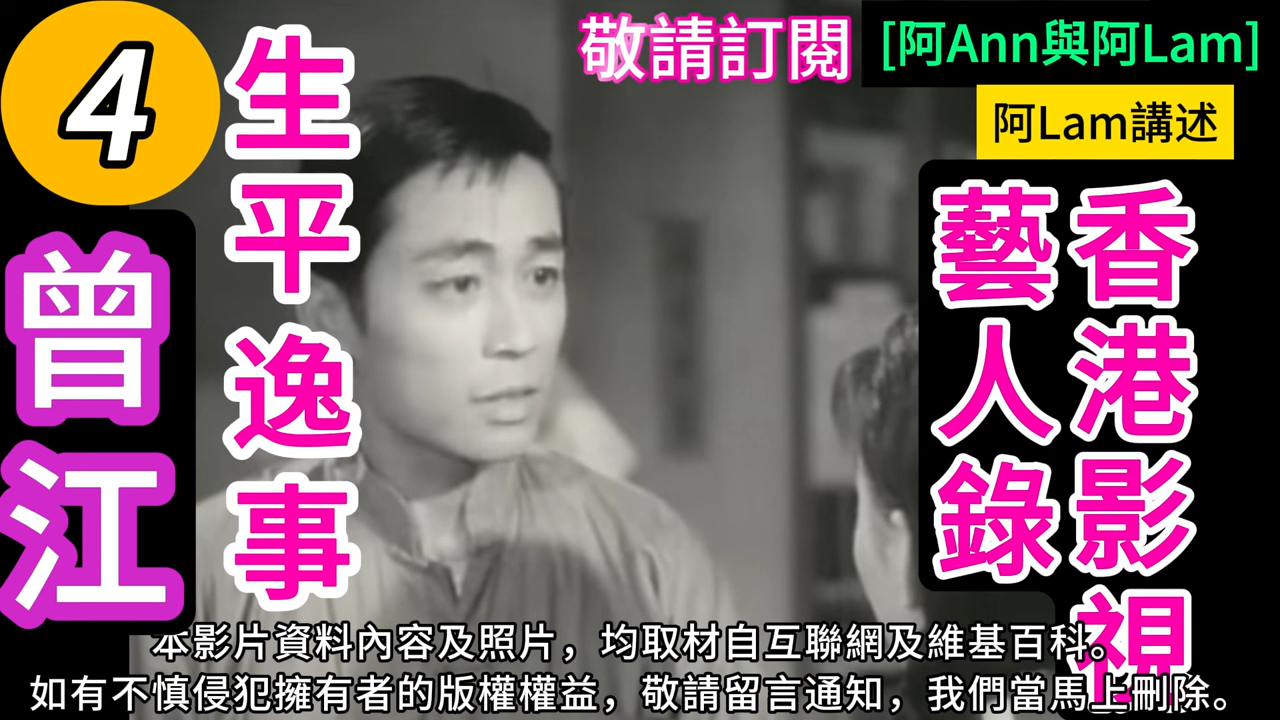 4
曾江
生平逸事
敬請訂閱
[阿Ann與阿Lam]
阿Lam講述
香港影視
藝人錄
本影片資料內容及照片，均取材自互聯網及維基百科。
如有不慎侵犯擁有者的版權權益，敬請留言通知，我們當馬上刪除。